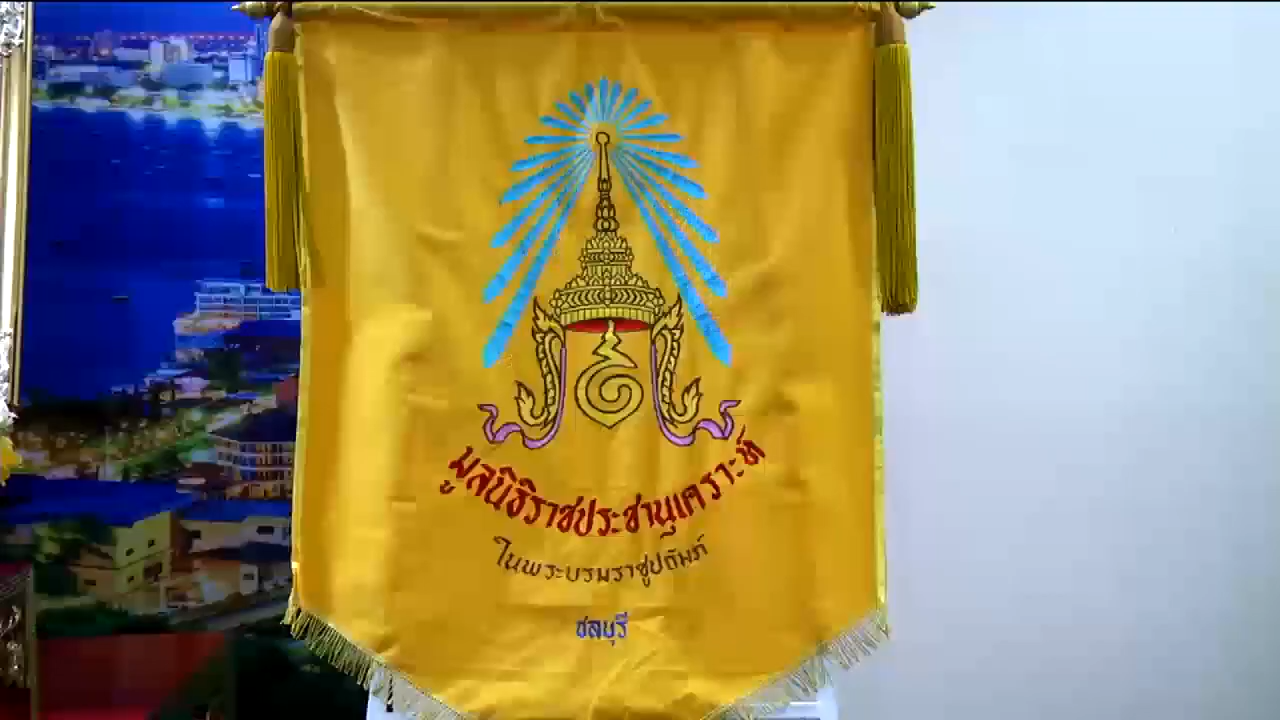 มูลนิธิราชประชานุเคราะห์
ในพระบรมราชูปถัมภ์
ชลบุรี